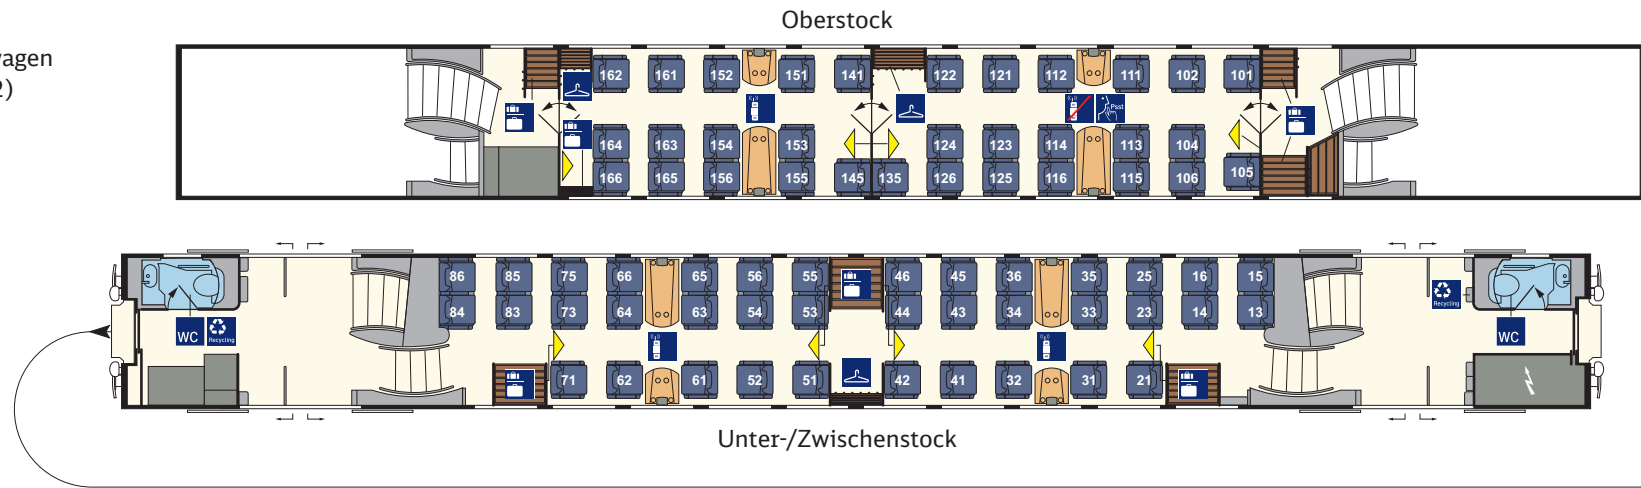 Oberstock
wagen
2)
162 161 152 151 141 122 121 112 111 102 101
Psst
164 163 154 153 124 123 114 113 104
166 165 156 155 145 135 126 125 116 115 106 105
86 85 75 66 65 56 55 46 45 36 35 25 16 15
84 83 73 64 63 54 53 44 43 34 33 23 14 13
Recycling
WC Recycling WC
71 62 61 52 51 42 41 32 31 21
Unter-/Zwischenstock